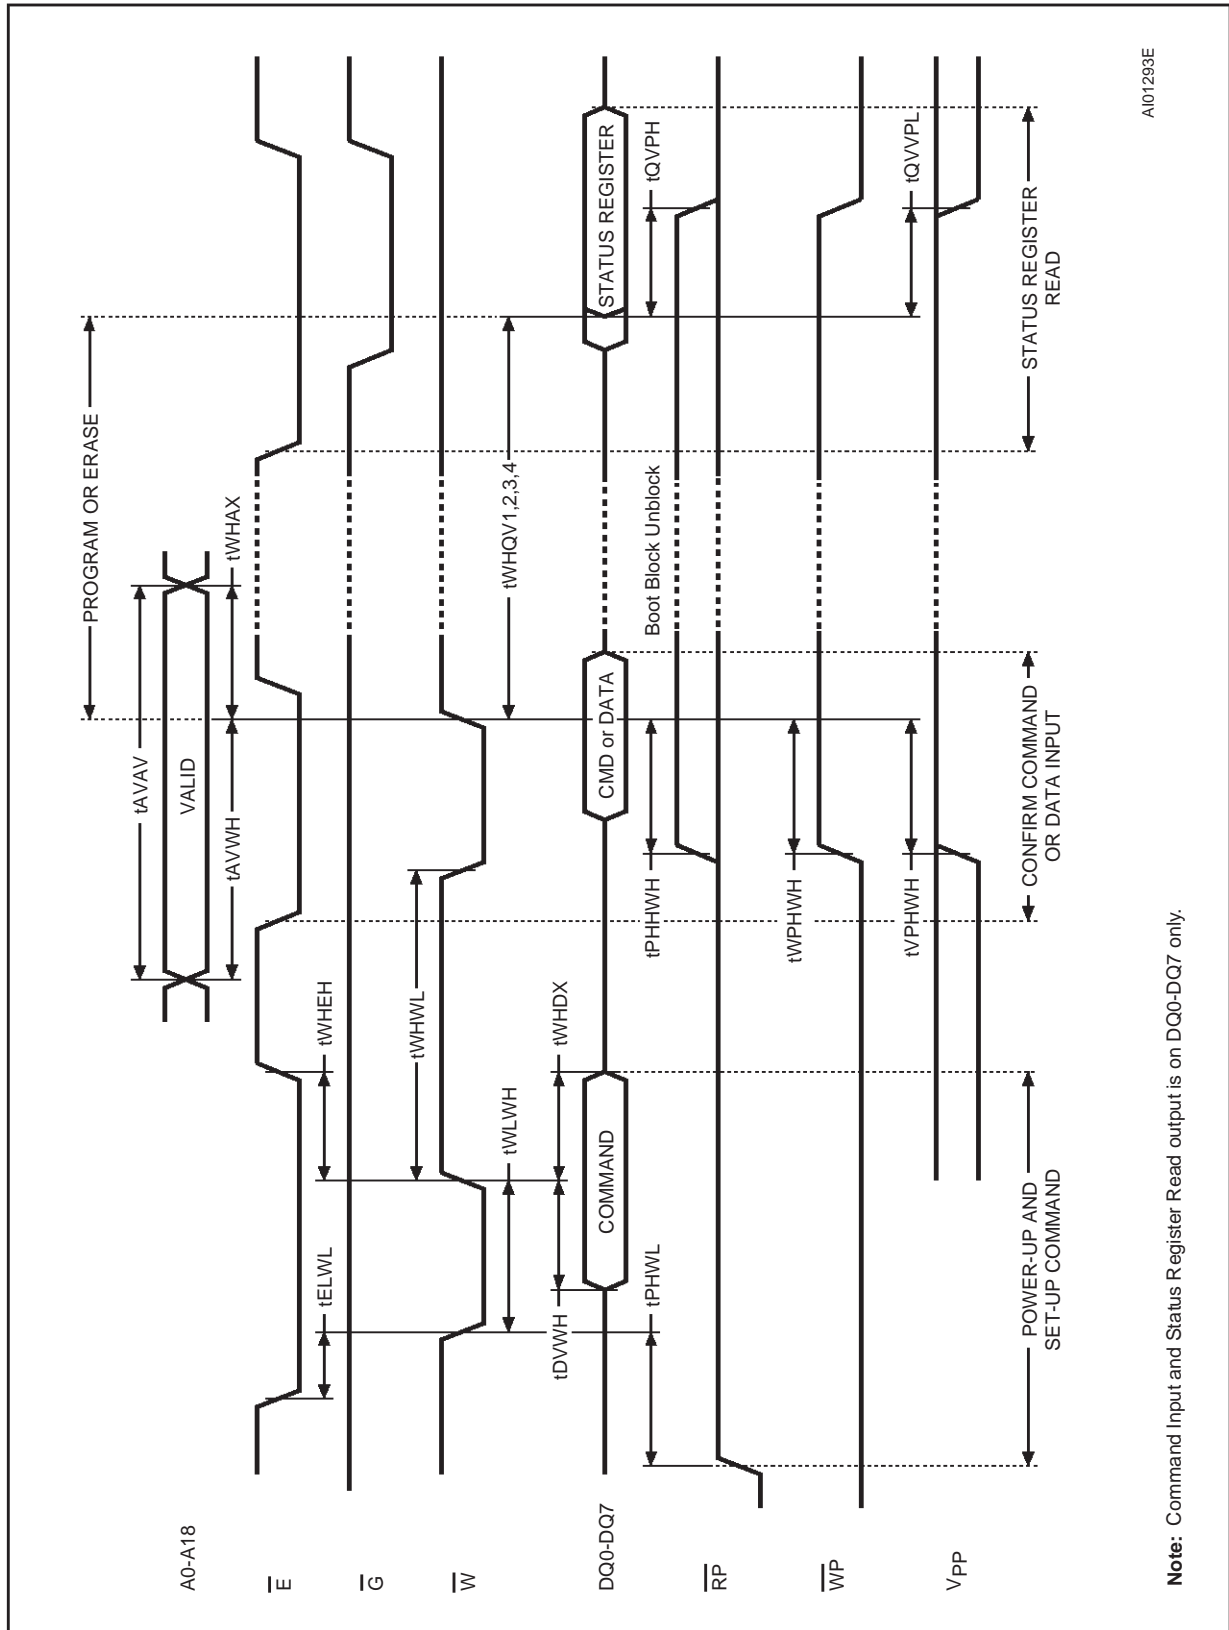 PROGRAM OR ERASE
tAVAV
A0-A18
VALID
tAVWH
tWHAX
E
tELWL
tWHEH
G
tWHWL
W
tWLWH
tWHQV1,2,3,4
tDVWH
tWHDX
DQ0-DQ7
COMMAND
CMD or DATA
STATUS REGISTER
tPHWL
tPHHWH
Boot Block Unblock
tQVPH
RP
tWPHWH
WP
tVPHWH
tQVVPL
VPP
POWER-UP AND
SET-UP COMMAND
CONFIRM COMMAND
OR DATA INPUT
STATUS REGISTER
READ
AI01293E
Note: Command Input and Status Register Read output is on DQ0-DQ7 only.